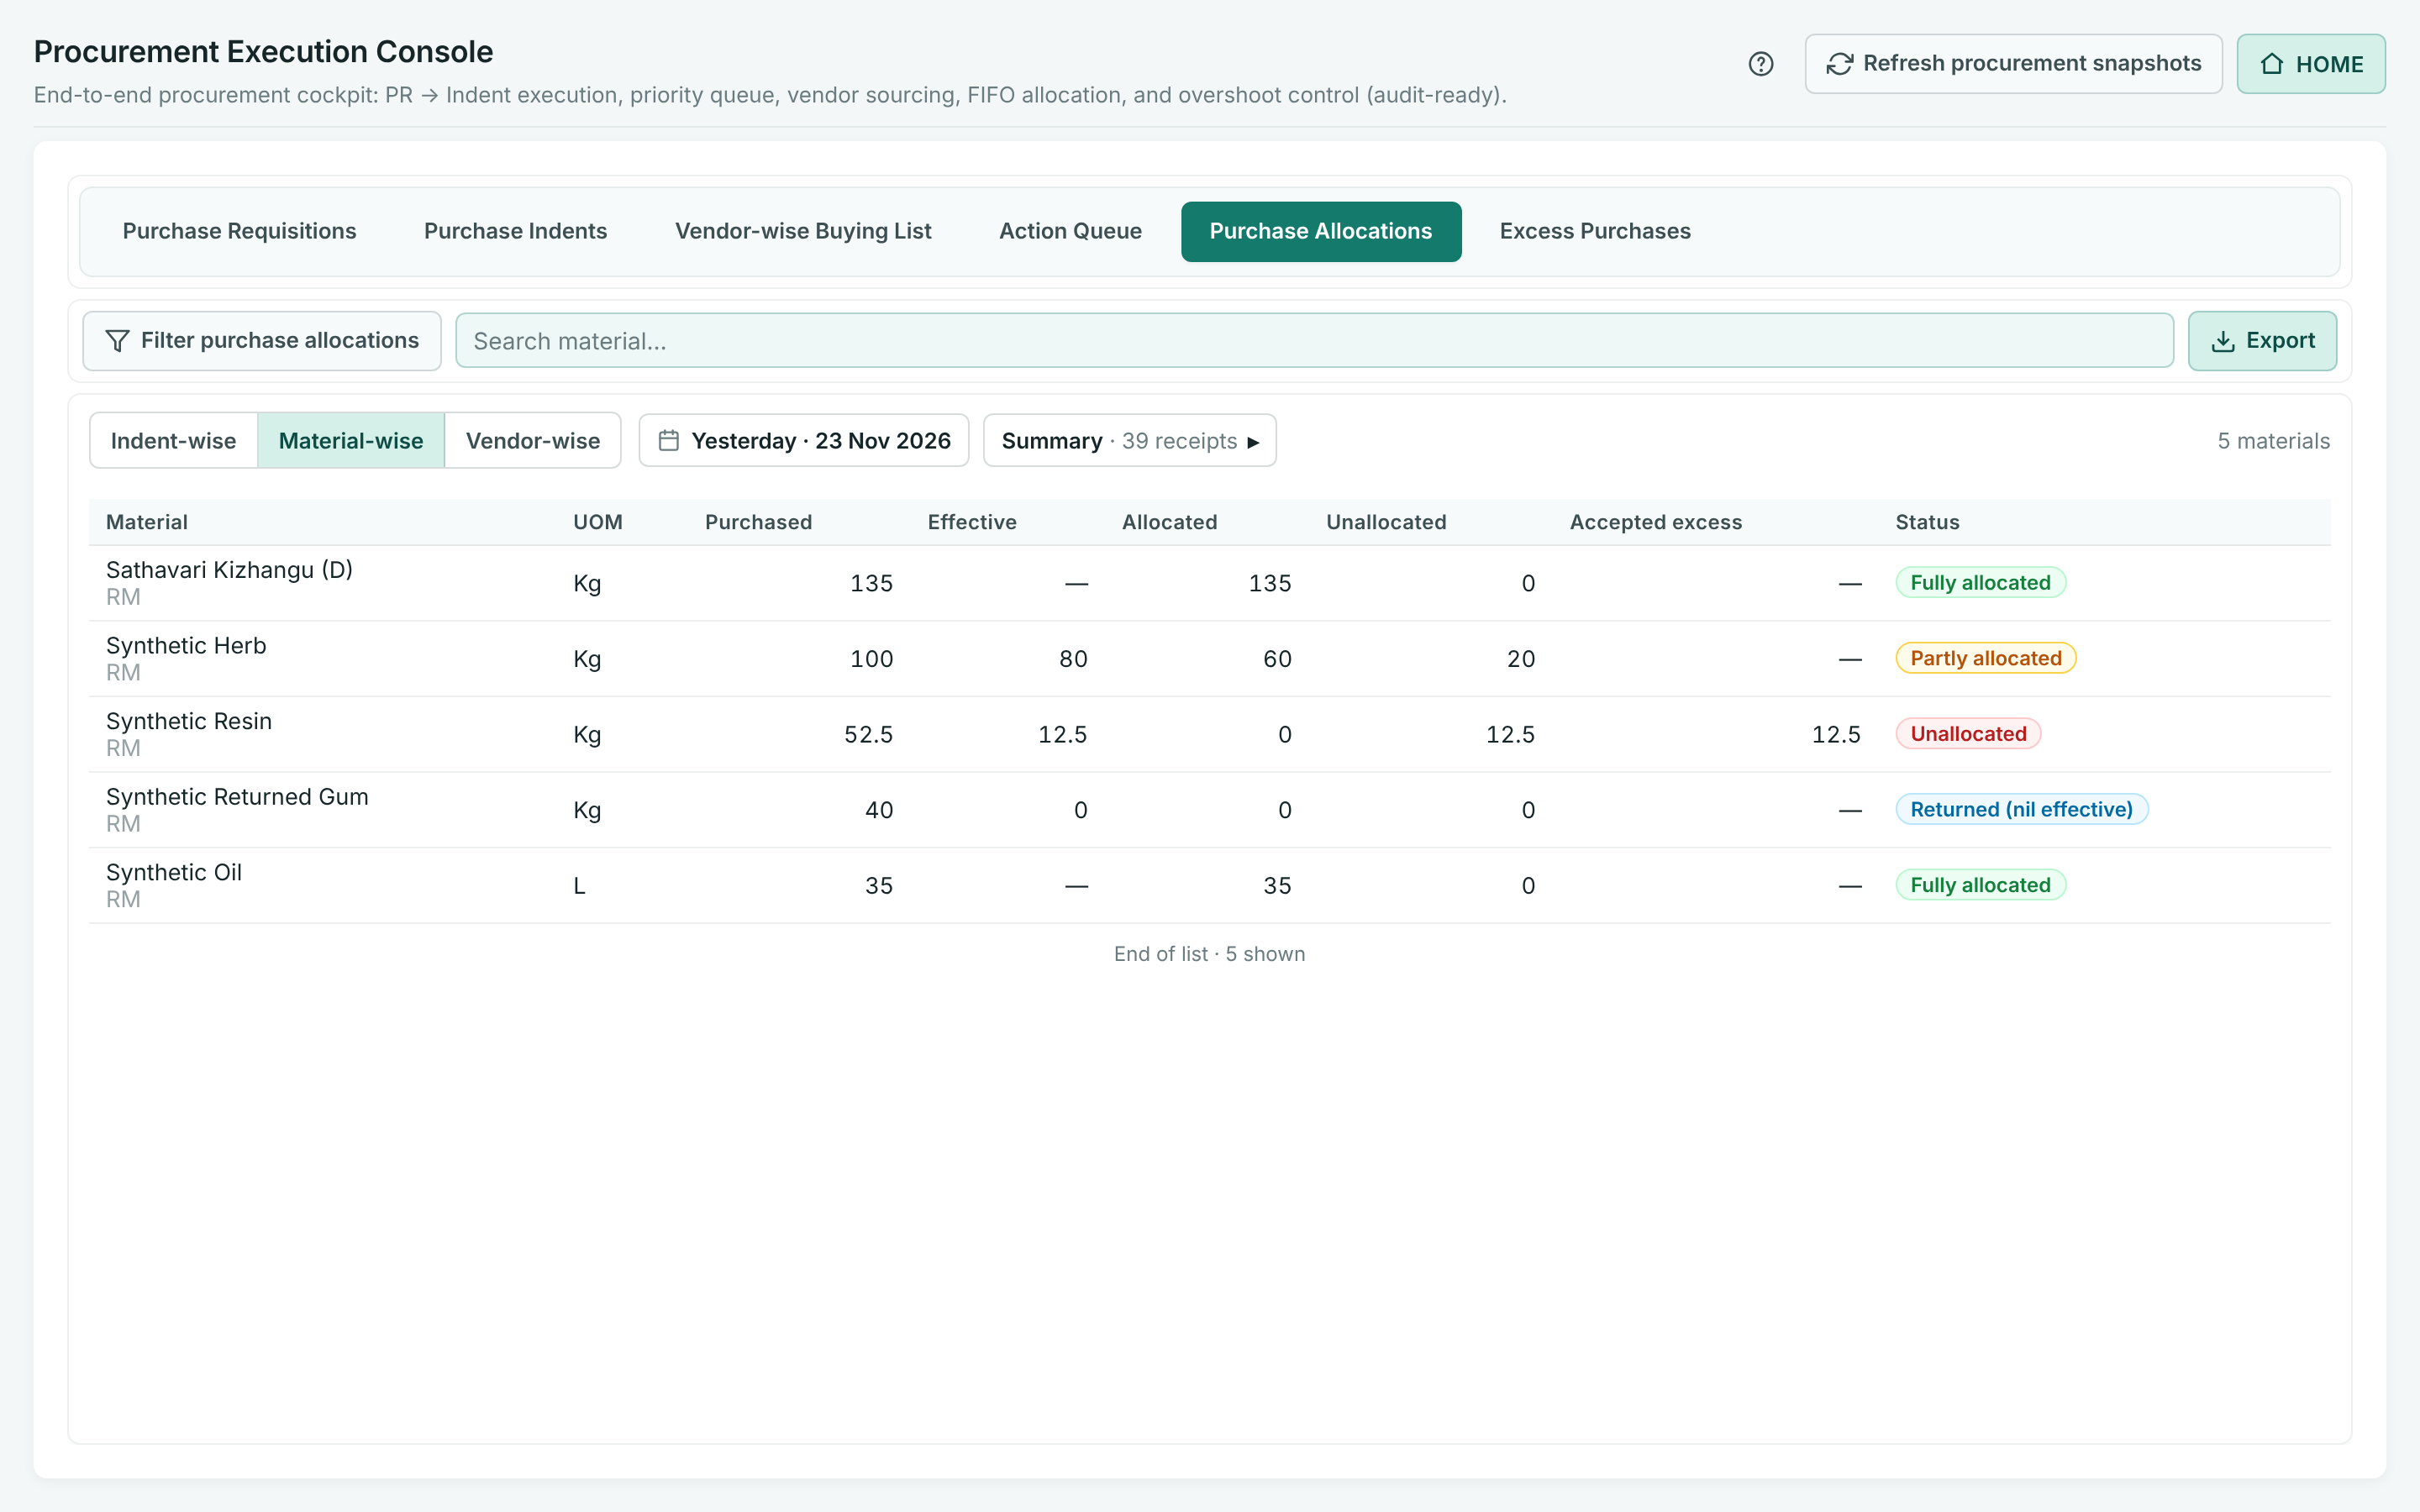 Procurement Execution Console
End-to-end procurement cockpit: PR → Indent execution, priority queue, vendor sourcing, FIFO allocation, and overshoot control (audit-ready).
Refresh procurement snapshots
HOME
Purchase Requisitions Purchase Indents Vendor-wise Buying List Action Queue Purchase Allocations Excess Purchases
Filter purchase allocations Search material... Export
Indent-wise Material-wise Vendor-wise Yesterday · 23 Nov 2026 Summary · 39 receipts ▸ 5 materials
Material UOM Purchased Effective Allocated Unallocated Accepted excess Status
Sathavari Kizhangu (D)
RM
Kg 135 — 135 0 — Fully allocated
Synthetic Herb
RM
Kg 100 80 60 20 — Partly allocated
Synthetic Resin
RM
Kg 52.5 12.5 0 12.5 12.5 Unallocated
Synthetic Returned Gum
RM
Kg 40 0 0 0 — Returned (nil effective)
Synthetic Oil
RM
L 35 — 35 0 — Fully allocated
End of list · 5 shown